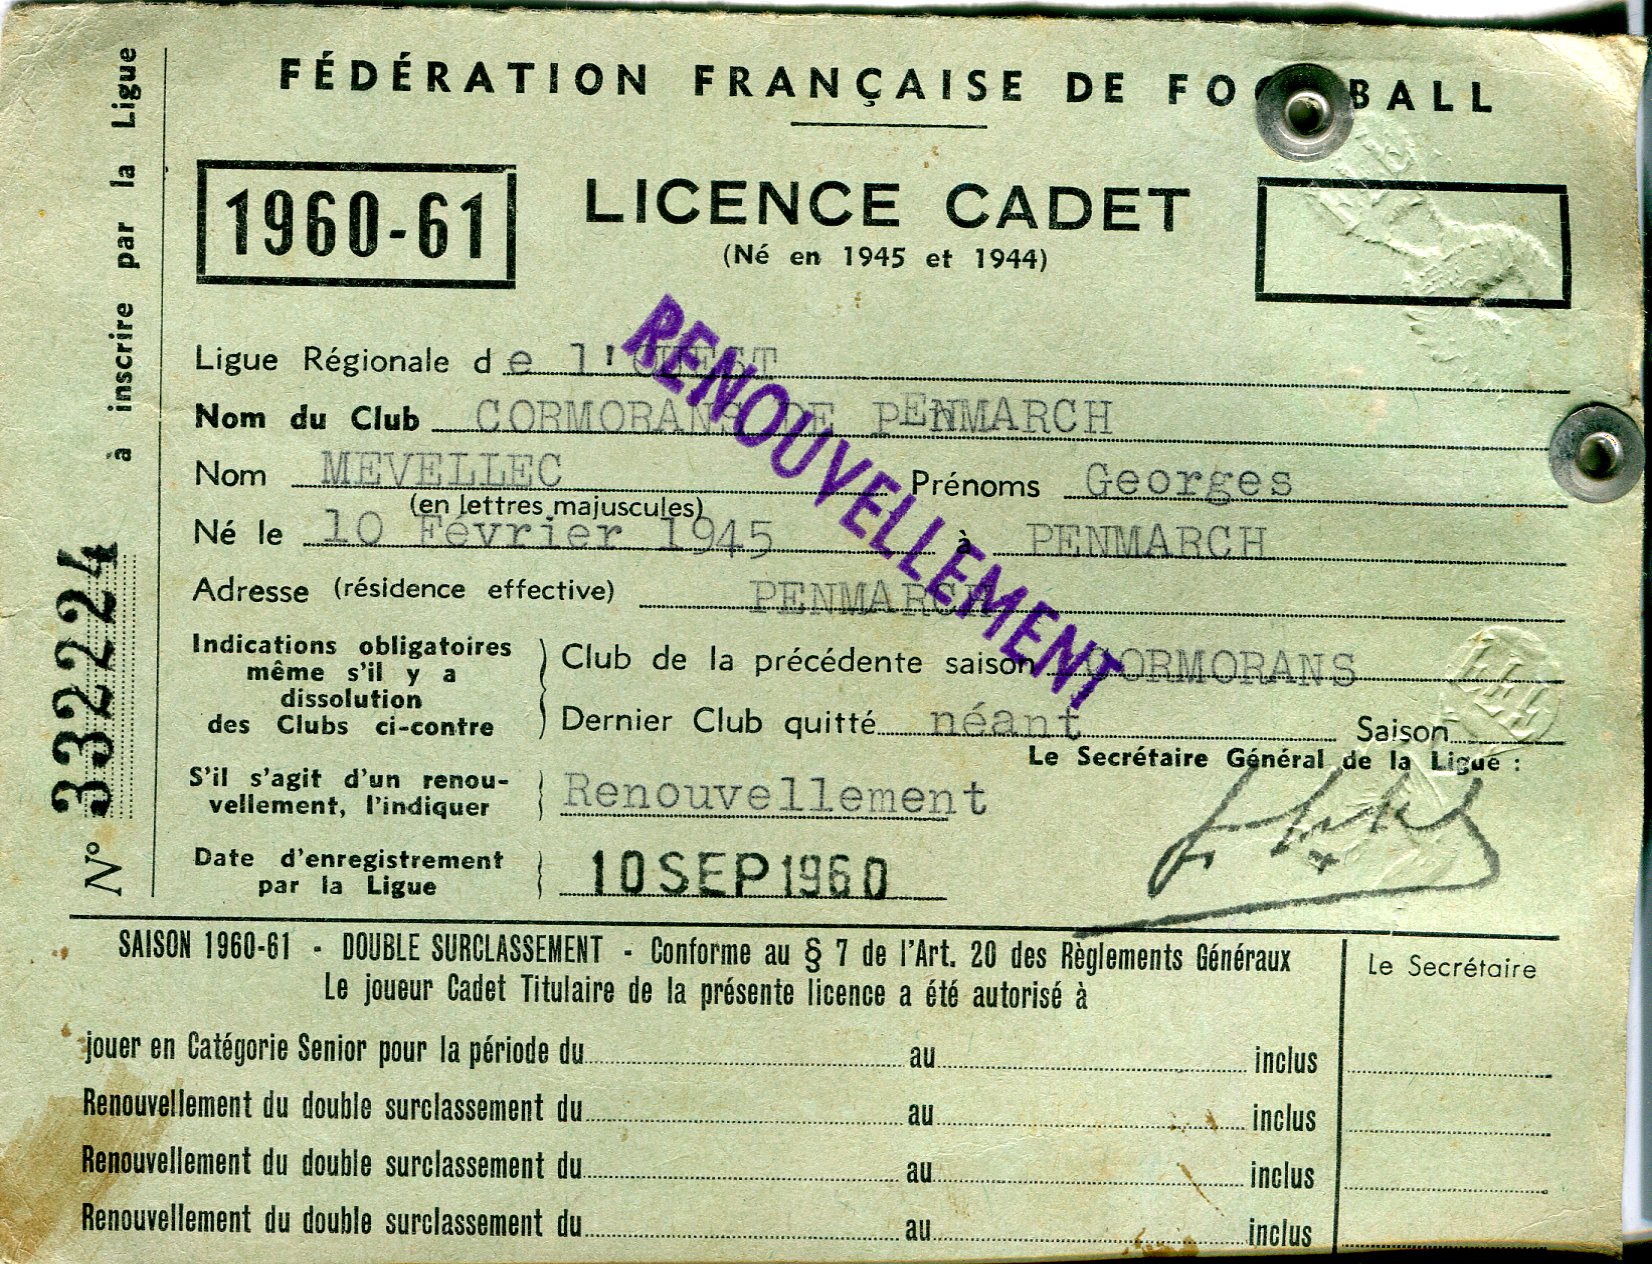 FÉDÉRATION FRANÇAISE DE FOOTBALL
1960-61
LICENCE CADET
(Né en 1945 et 1944)
Ligue Régionale de l'OUEST
Nom du Club CORMORANS DE PENMARCH
Nom MEVELLEC Prénoms Georges
(en lettres majuscules)
Né le 10 Février 1945 à PENMARCH
Adresse (résidence effective) PENMARCH
Indications obligatoires
même s'il y a
dissolution
des Clubs ci-contre
Club de la précédente saison CORMORANS
Dernier Club quitté néant Saison
Le Secrétaire Général de la Ligue :
S'il s'agit d'un renou-
vellement, l'indiquer
Renouvellement
Date d'enregistrement
par la Ligue
10 SEP 1960
RENOUVELLEMENT
N° 332224
à inscrire par la Ligue
SAISON 1960-61 - DOUBLE SURCLASSEMENT - Conforme au § 7 de l'Art. 20 des Règlements Généraux
Le joueur Cadet Titulaire de la présente licence a été autorisé à
jouer en Catégorie Senior pour la période du au inclus
Renouvellement du double surclassement du au inclus
Renouvellement du double surclassement du au inclus
Renouvellement du double surclassement du au inclus
Le Secrétaire